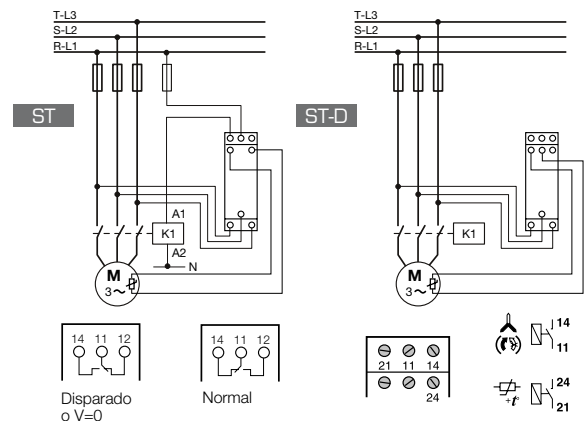 T-L3
S-L2
R-L1
ST
A1
K1
A2
N
M
3~
14 11 12
Disparado
o V=0
14 11 12
Normal
T-L3
S-L2
R-L1
ST-D
K1
M
3~
21 11 14
24
14
11
+t°
24
21